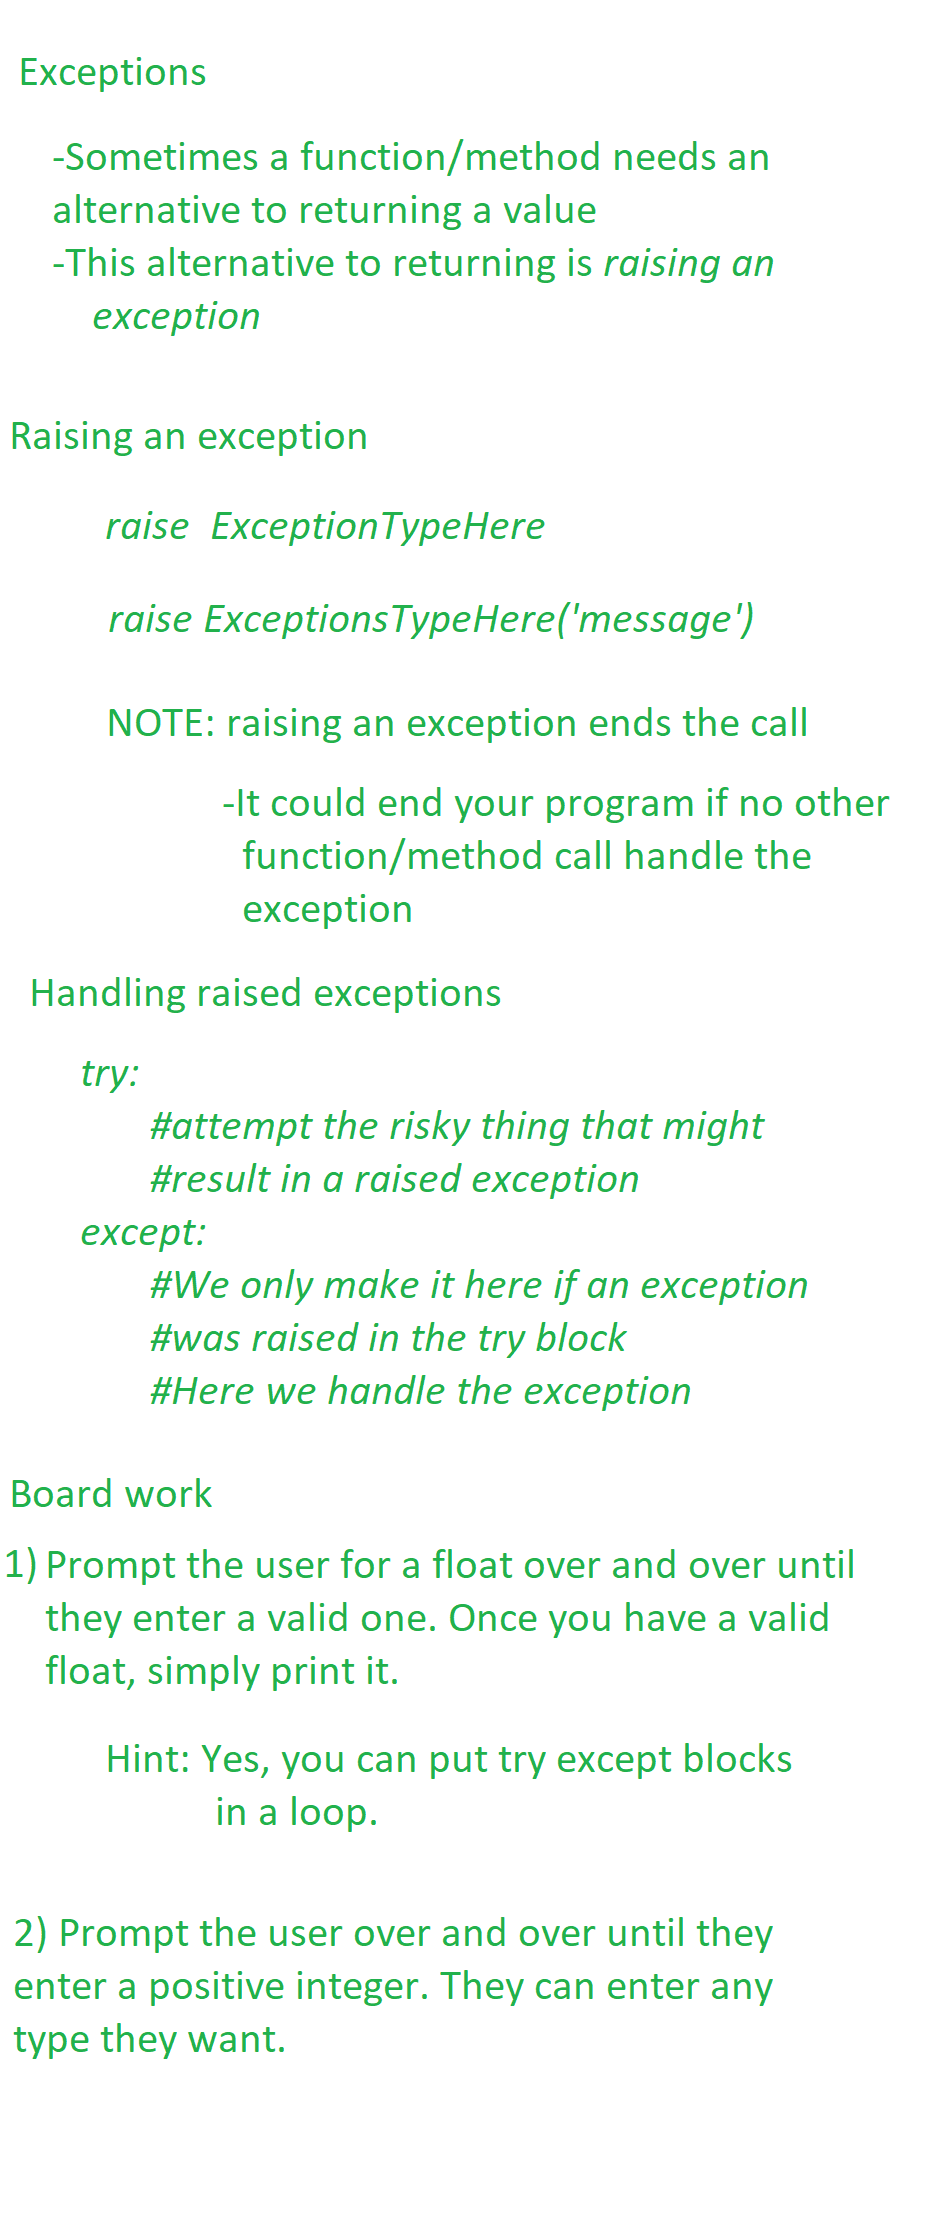 Exceptions
-Sometimes a function/method needs an
alternative to returning a value
-This alternative to returning is raising an
exception
Raising an exception
raise  ExceptionTypeHere
raise ExceptionsTypeHere('message')
NOTE: raising an exception ends the call
-It could end your program if no other
function/method call handle the
exception
Handling raised exceptions
try:
#attempt the risky thing that might
#result in a raised exception
except:
#We only make it here if an exception
#was raised in the try block
#Here we handle the exception
Board work
1) Prompt the user for a float over and over until
they enter a valid one. Once you have a valid
float, simply print it.
Hint: Yes, you can put try except blocks
in a loop.
2) Prompt the user over and over until they
enter a positive integer. They can enter any
type they want.